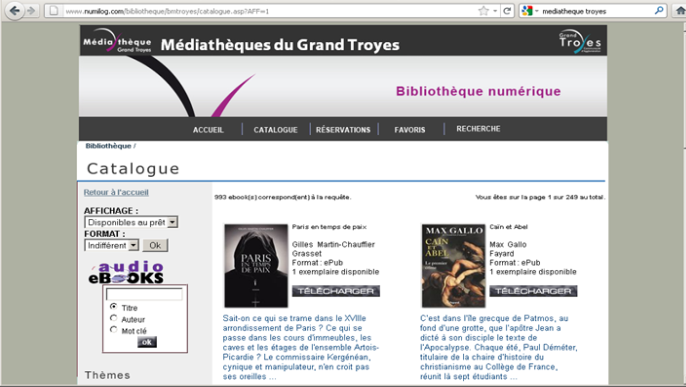 www.numilog.com/bibliotheque/bmtroyes/catalogue.asp?AFF=1
mediatheque troyes
Médiathèque
Grand Troyes
Médiathèques du Grand Troyes
Grand
Troyes
Bibliothèque numérique
ACCUEIL
CATALOGUE
RÉSERVATIONS
FAVORIS
RECHERCHE
Bibliothèque /
Catalogue
Retour à l'accueil
AFFICHAGE :
Disponibles au prêt
FORMAT :
Indifférent
Ok
audio
eBOOKS
Titre
Auteur
Mot clé
ok
Thèmes
993 ebook(s) correspond(ent) à la requête.
Vous êtes sur la page 1 sur 249 au total.
PARIS
EN TEMPS
DE PAIX
Paris en temps de paix
Gilles Martin-Chauffier
Grasset
Format : ePub
1 exemplaire disponible
TÉLÉCHARGER
Sait-on ce qui se trame dans le XVIIIe
arrondissement de Paris ? Ce qui se
passe dans les cours d'immeubles, les
caves et les étages de l'ensemble Artois-
Picardie ? Le commissaire Kergénéan,
cynique et manipulateur, n'en croit pas
ses oreilles ...
MAX GALLO
CAÏN ET
ABEL
Caïn et Abel
Max Gallo
Fayard
Format : ePub
1 exemplaire disponible
TÉLÉCHARGER
C'est dans l'île grecque de Patmos, au
fond d'une grotte, que l'apôtre Jean a
dicté à son disciple le texte de
l'Apocalypse. Chaque été, Paul Déméter,
titulaire de la chaire d'histoire du
christianisme au Collège de France,
réunit là sept étudiants ...